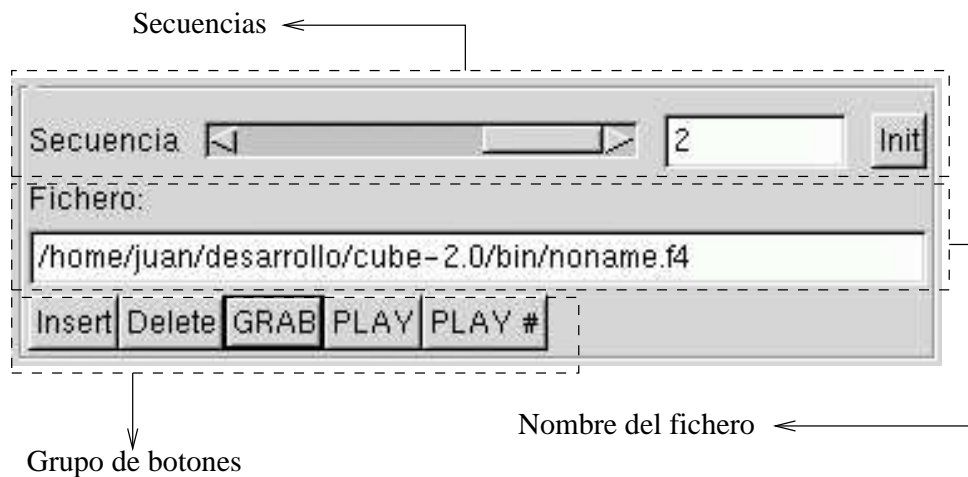 Secuencias
Secuencia 2 Init
Fichero:
/home/juan/desarrollo/cube-2.0/bin/noname.f4
Insert Delete GRAB PLAY PLAY #
Nombre del fichero
Grupo de botones